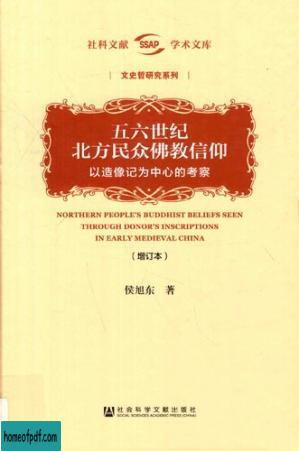 社科文献 SSAP 学术文库
文史哲研究系列
五六世纪
北方民众佛教信仰
以造像记为中心的考察
NORTHERN PEOPLE'S BUDDHIST BELIEFS SEEN
THROUGH DONOR'S INSCRIPTIONS
IN EARLY MEDIEVAL CHINA
(增订本)
侯旭东 著
社会科学文献出版社
SOCIAL SCIENCES ACADEMIC PRESS (CHINA)
homeofpdf.com